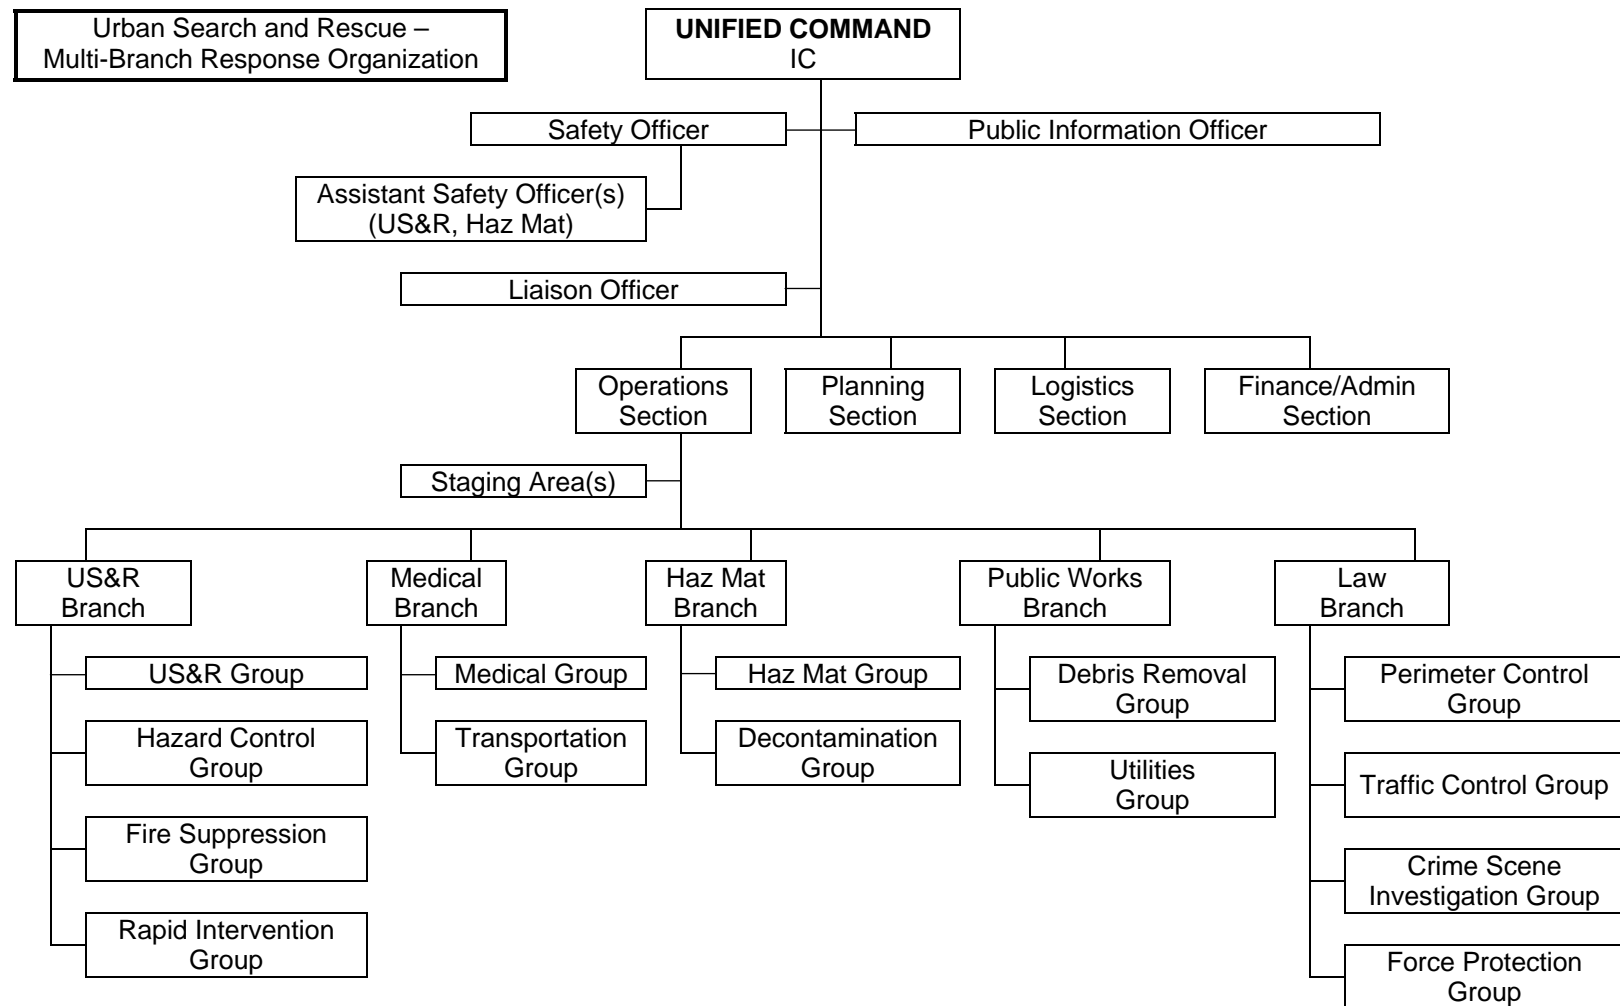 Urban Search and Rescue –
Multi-Branch Response Organization
UNIFIED COMMAND
IC
Safety Officer
Public Information Officer
Assistant Safety Officer(s)
(US&R, Haz Mat)
Liaison Officer
Operations
Section
Planning
Section
Logistics
Section
Finance/Admin
Section
Staging Area(s)
US&R
Branch
Medical
Branch
Haz Mat
Branch
Public Works
Branch
Law
Branch
US&R Group
Hazard Control
Group
Fire Suppression
Group
Rapid Intervention
Group
Medical Group
Transportation
Group
Haz Mat Group
Decontamination
Group
Debris Removal
Group
Utilities
Group
Perimeter Control
Group
Traffic Control Group
Crime Scene
Investigation Group
Force Protection
Group